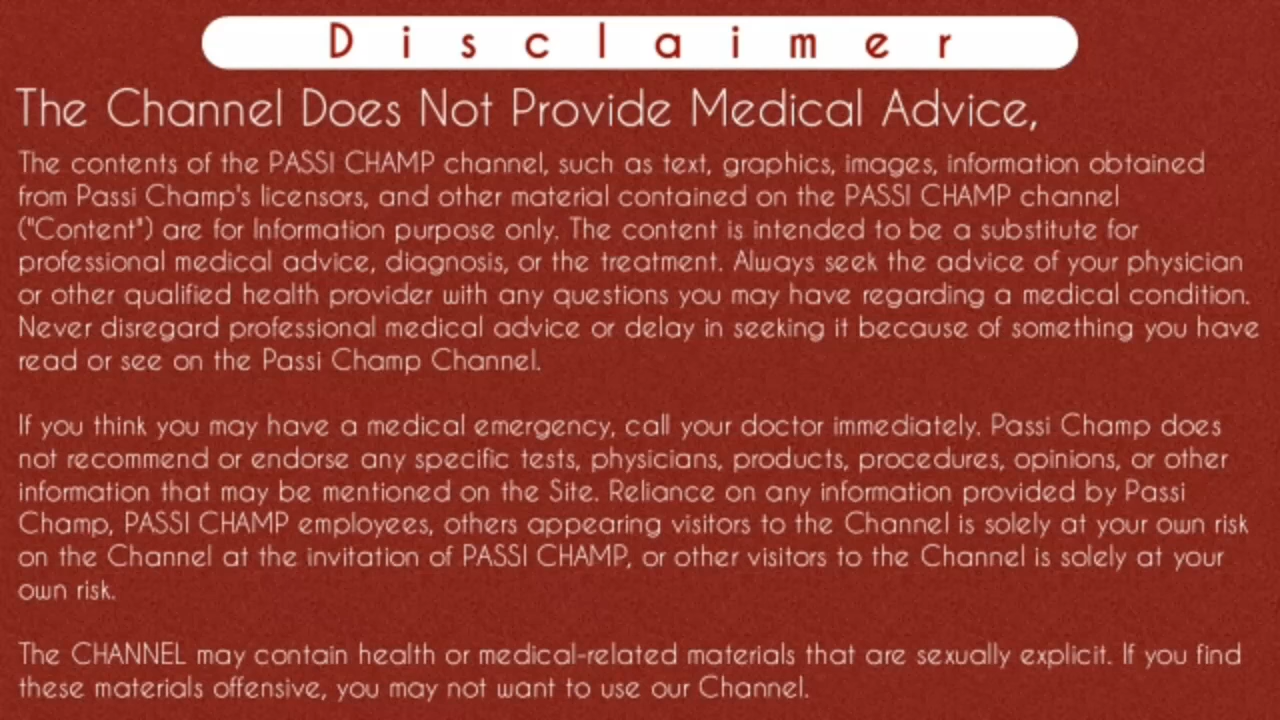 Disclaimer
The Channel Does Not Provide Medical Advice,
The contents of the PASSI CHAMP channel, such as text, graphics, images, information obtained
from Passi Champ's licensors, and other material contained on the PASSI CHAMP channel
("Content") are for Information purpose only. The content is intended to be a substitute for
professional medical advice, diagnosis, or the treatment. Always seek the advice of your physician
or other qualified health provider with any questions you may have regarding a medical condition.
Never disregard professional medical advice or delay in seeking it because of something you have
read or see on the Passi Champ Channel.
If you think you may have a medical emergency, call your doctor immediately. Passi Champ does
not recommend or endorse any specific tests, physicians, products, procedures, opinions, or other
information that may be mentioned on the Site. Reliance on any information provided by Passi
Champ, PASSI CHAMP employees, others appearing visitors to the Channel is solely at your own risk
on the Channel at the invitation of PASSI CHAMP, or other visitors to the Channel is solely at your
own risk.
The CHANNEL may contain health or medical-related materials that are sexually explicit. If you find
these materials offensive, you may not want to use our Channel.